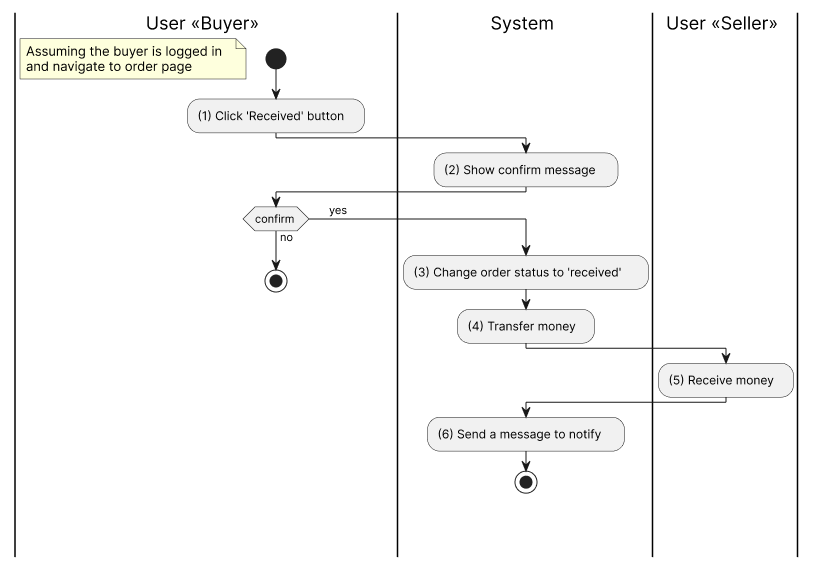 User «Buyer»
System
User «Seller»
Assuming the buyer is logged in
and navigate to order page
(1) Click 'Received' button
(2) Show confirm message
confirm
yes
no
(3) Change order status to 'received'
(4) Transfer money
(5) Receive money
(6) Send a message to notify